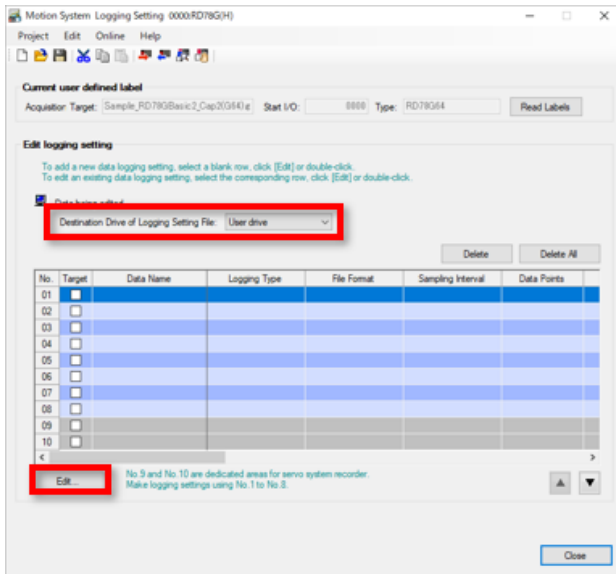 Motion System Logging Setting 0000:RD78G(H)
Project Edit Online Help
Current user defined label
Acquisition Target: Sample_RD78GBasic2_Cap2(G64)g Start I/O: 0000 Type: RD78G64 Read Labels
Edit logging setting
To add a new data logging setting, select a blank row, click [Edit] or double-click.
To edit an existing data logging setting, select the corresponding row, click [Edit] or double-click.
Data being edited
Destination Drive of Logging Setting File: User drive
Delete Delete All
No. Target Data Name Logging Type File Format Sampling Interval Data Points
01
02
03
04
05
06
07
08
09
10
Edit... No.9 and No.10 are dedicated areas for servo system recorder.
Make logging settings using No.1 to No.8.
Close